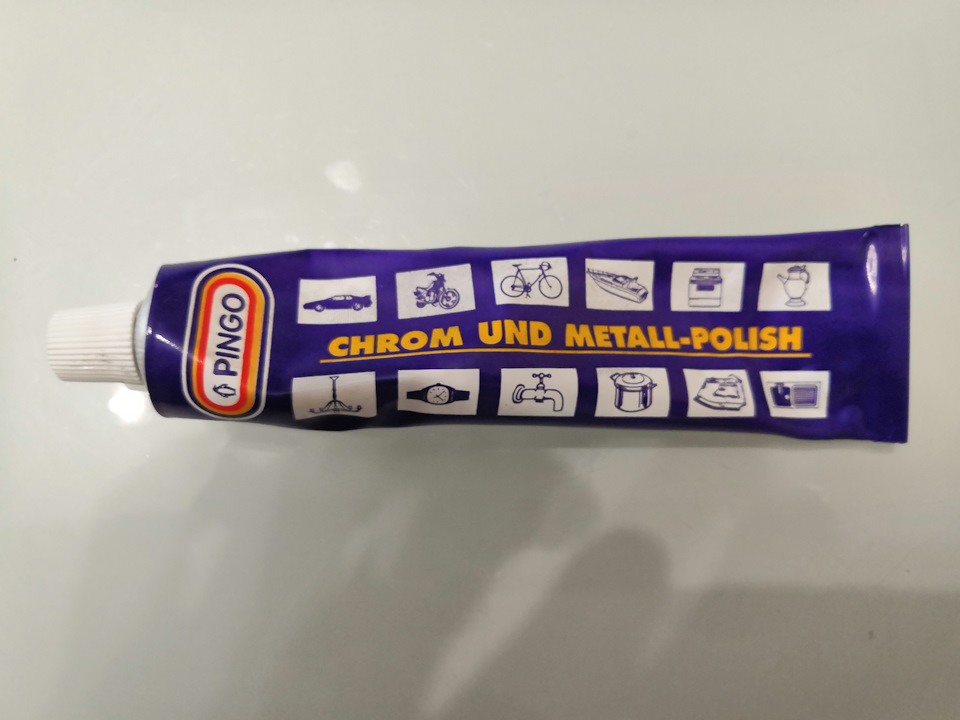 PINGO
CHROM UND METALL-POLISH